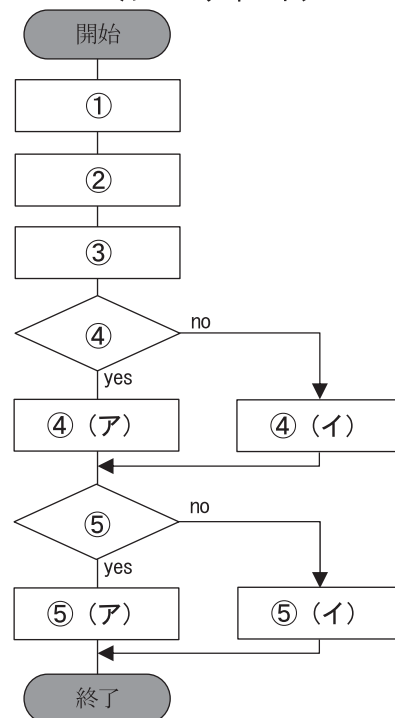 開始
①
②
③
④
no
yes
④（ア）
④（イ）
⑤
no
yes
⑤（ア）
⑤（イ）
終了